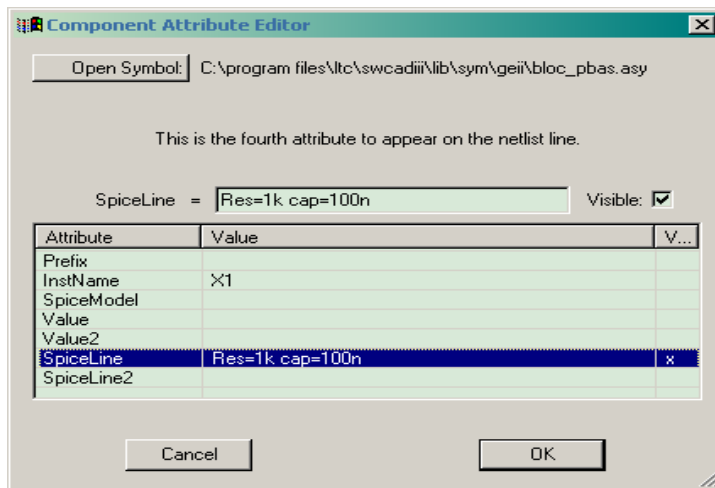 Component Attribute Editor
Open Symbol: C:\program files\ltc\swcadiii\lib\sym\geii\bloc_pbas.asy
This is the fourth attribute to appear on the netlist line.
SpiceLine = Res=1k cap=100n Visible:
Attribute Value V...
Prefix
InstName X1
SpiceModel
Value
Value2
SpiceLine Res=1k cap=100n x
SpiceLine2
Cancel OK